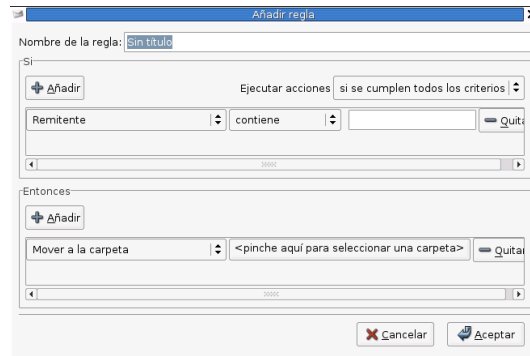 Añadir regla
Nombre de la regla: Sin título
Si
Añadir Ejecutar acciones si se cumplen todos los criterios
Remitente contiene Quita
Entonces
Añadir
Mover a la carpeta <pinche aquí para seleccionar una carpeta> Quitar
Cancelar Aceptar